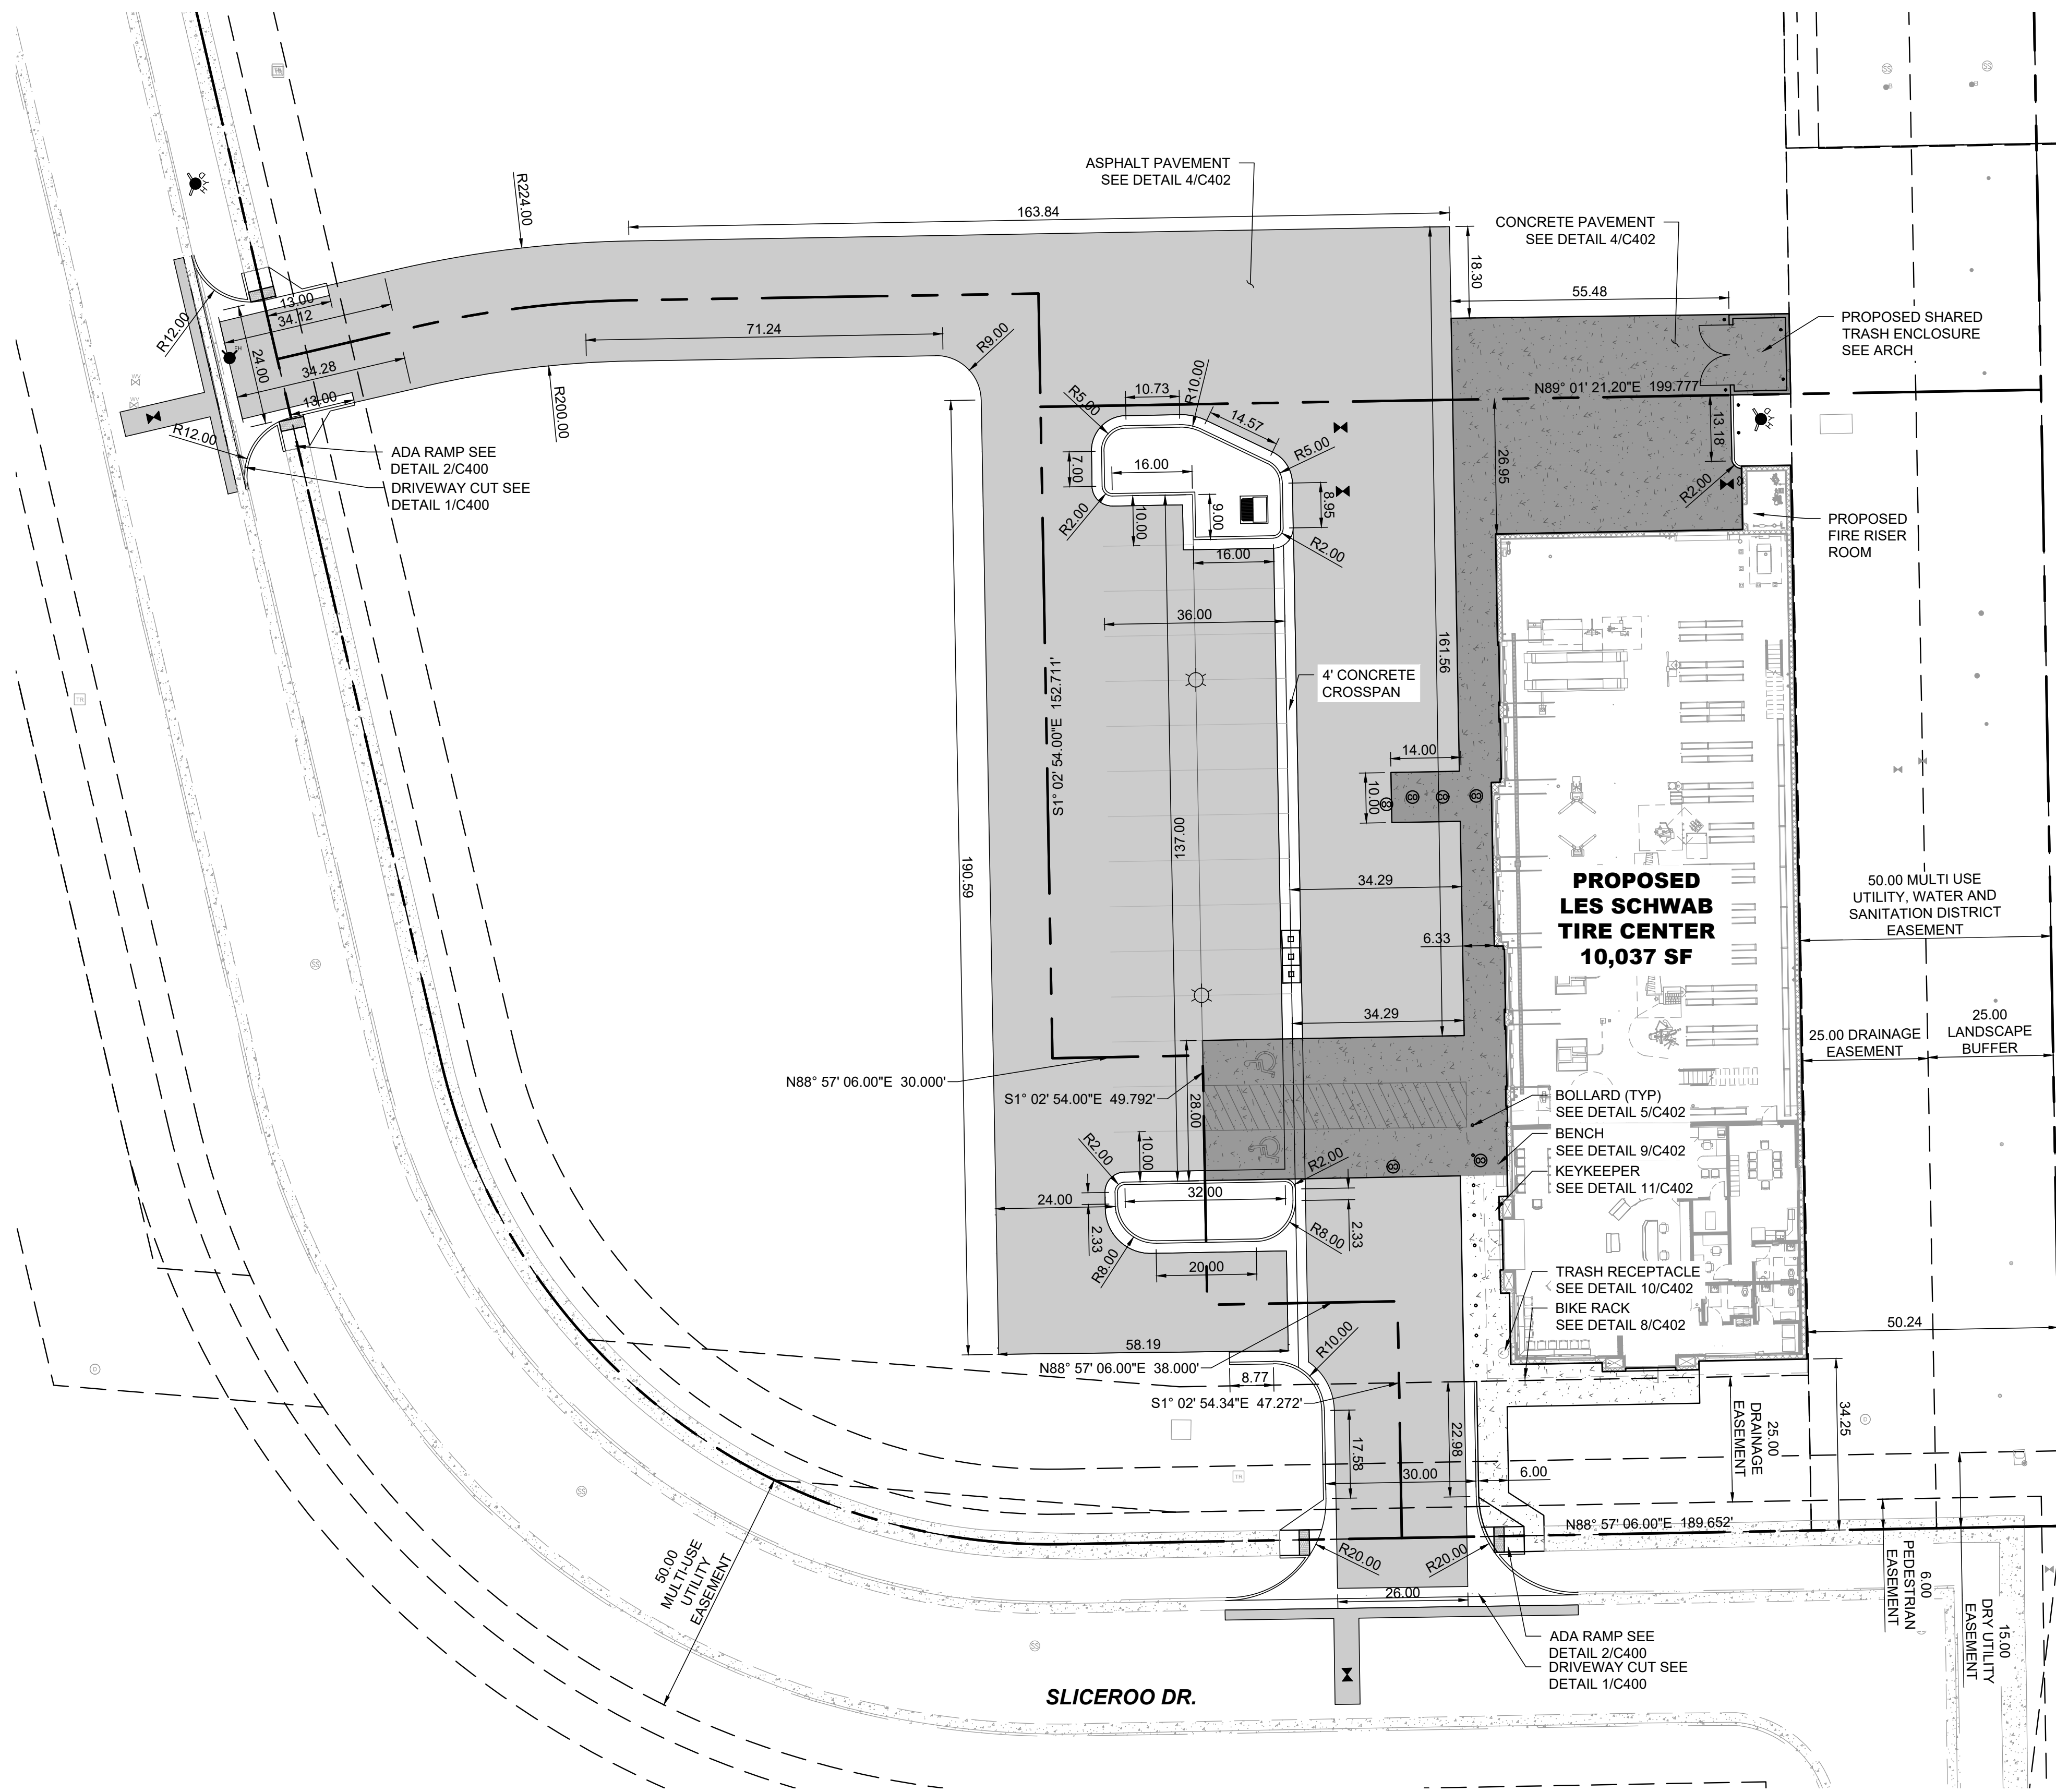 ASPHALT PAVEMENT
SEE DETAIL 4/C402
163.84
R224.00
CONCRETE PAVEMENT
SEE DETAIL 4/C402
18.30
55.48
PROPOSED SHARED
TRASH ENCLOSURE
SEE ARCH
13.00
34.12
R12.00
24.00
34.28
13.00
R12.00
71.24
R9.00
R200.00
ADA RAMP SEE
DETAIL 2/C400
DRIVEWAY CUT SEE
DETAIL 1/C400
N89° 01' 21.20"E 199.777'
10.73
R10.00
R5.00
14.57
R5.00
7.00
16.00
8.95
R2.00
10.00
9.00
R2.00
16.00
26.95
13.18
R2.00
PROPOSED
FIRE RISER
ROOM
36.00
161.56
S1° 02' 54.00"E 152.711'
4' CONCRETE
CROSSPAN
14.00
10.00
137.00
190.59
34.29
6.33
PROPOSED
LES SCHWAB
TIRE CENTER
10,037 SF
50.00 MULTI USE
UTILITY, WATER AND
SANITATION DISTRICT
EASEMENT
34.29
25.00 DRAINAGE
EASEMENT
25.00
LANDSCAPE
BUFFER
N88° 57' 06.00"E 30.000'
S1° 02' 54.00"E 49.792'
28.00
BOLLARD (TYP)
SEE DETAIL 5/C402
BENCH
SEE DETAIL 9/C402
KEYKEEPER
SEE DETAIL 11/C402
R2.00
10.00
R2.00
24.00
32.00
2.33
2.33
R8.00
R8.00
20.00
TRASH RECEPTACLE
SEE DETAIL 10/C402
BIKE RACK
SEE DETAIL 8/C402
50.24
58.19
R10.00
N88° 57' 06.00"E 38.000'
8.77
S1° 02' 54.34"E 47.272'
17.58
22.98
30.00
6.00
25.00
DRAINAGE
EASEMENT
34.25
N88° 57' 06.00"E 189.652'
R20.00
R20.00
26.00
50.00
MULTI-USE
UTILITY
EASEMENT
6.00
PEDESTRIAN
EASEMENT
15.00
DRY UTILITY
EASEMENT
ADA RAMP SEE
DETAIL 2/C400
DRIVEWAY CUT SEE
DETAIL 1/C400
SLICEROO DR.